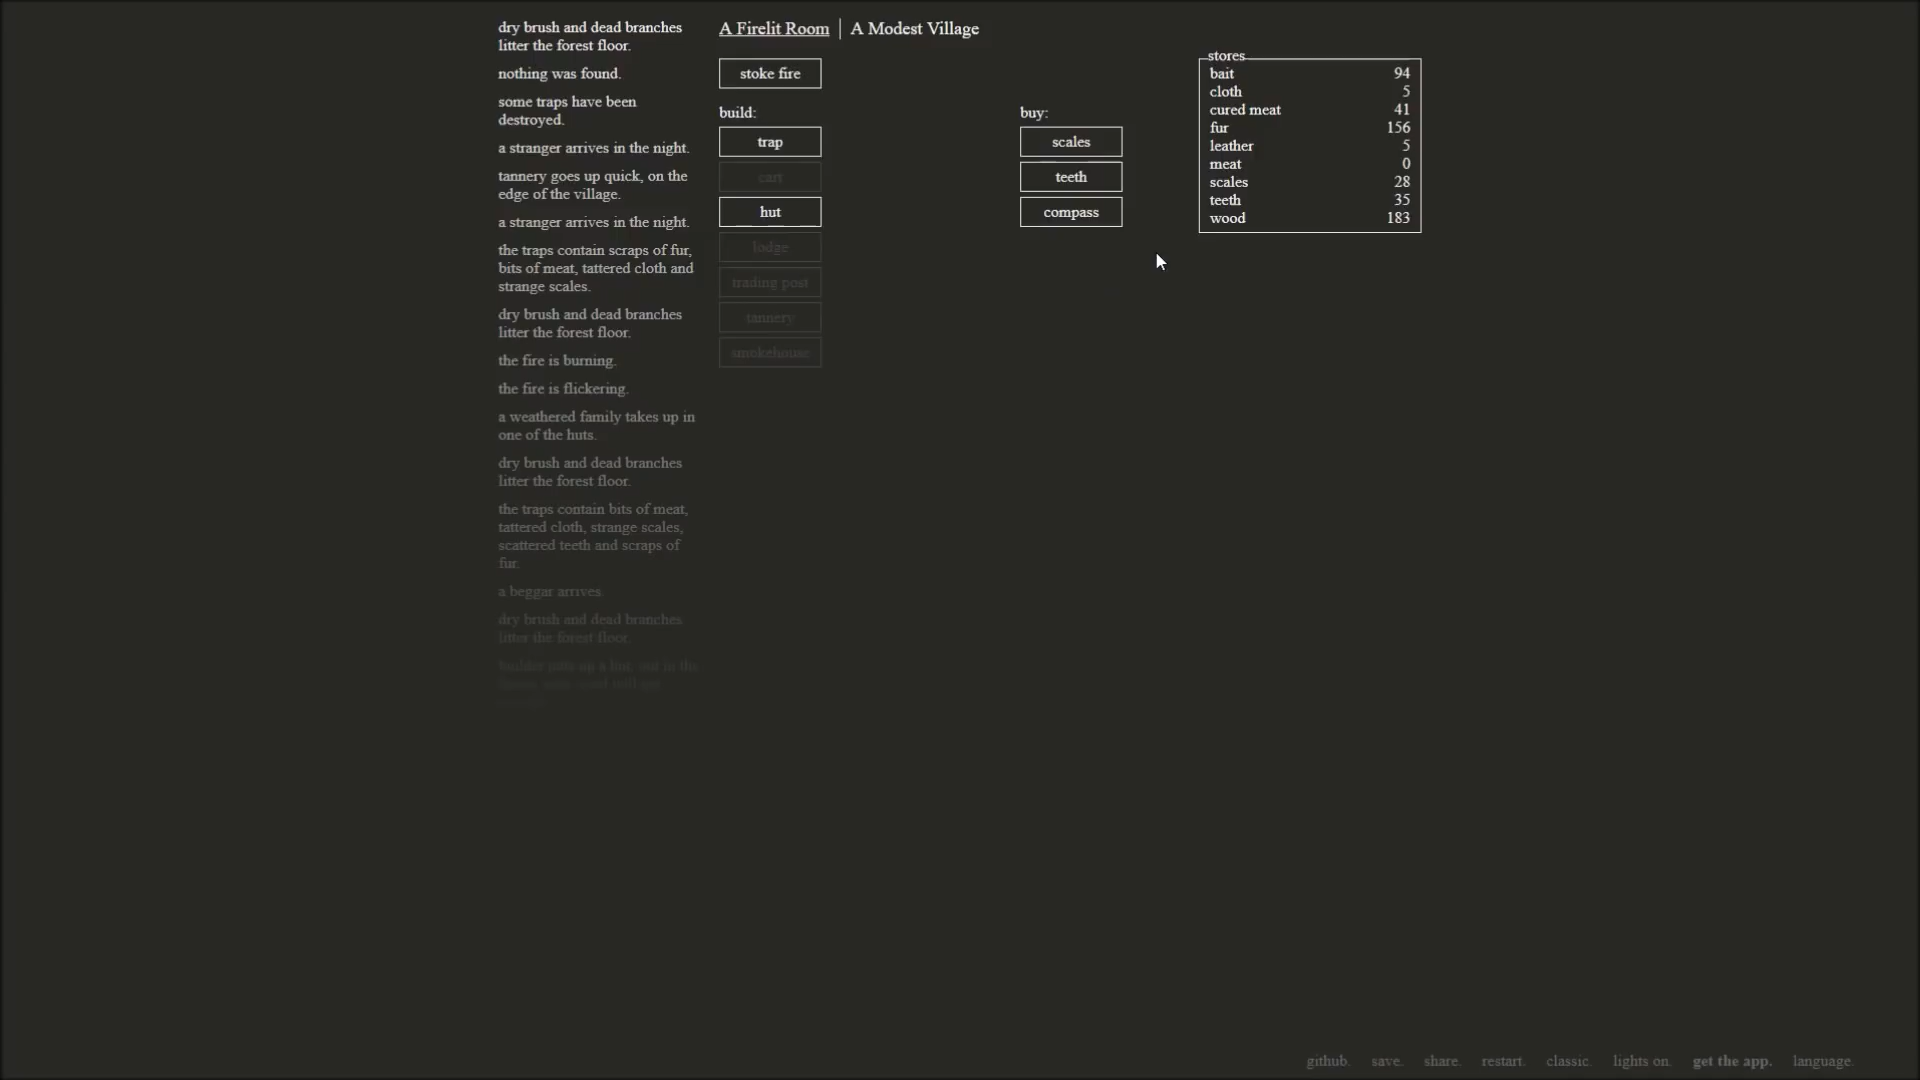 dry brush and dead branches
litter the forest floor.
nothing was found.
some traps have been
destroyed.
a stranger arrives in the night.
tannery goes up quick, on the
edge of the village.
a stranger arrives in the night.
the traps contain scraps of fur,
bits of meat, tattered cloth and
strange scales.
dry brush and dead branches
litter the forest floor.
the fire is burning.
the fire is flickering.
a weathered family takes up in
one of the huts.
dry brush and dead branches
litter the forest floor.
the traps contain bits of meat,
tattered cloth, strange scales,
scattered teeth and scraps of
fur.
a beggar arrives.
dry brush and dead branches
litter the forest floor.
builder puts up a hut, out in the
A Firelit Room | A Modest Village
stoke fire
build:
trap
cart
hut
lodge
trading post
tannery
smokehouse
buy:
scales
teeth
compass
stores
bait 94
cloth 5
cured meat 41
fur 156
leather 5
meat 0
scales 28
teeth 35
wood 183
github. save. share. restart. classic. lights on. get the app. language.